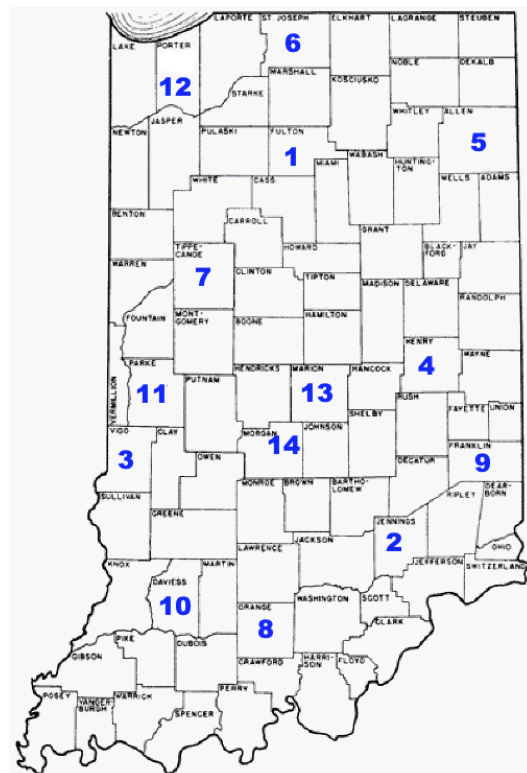 LAPORTE ST. JOSEPH ELKHART LAGRANGE STEUBEN
6
LAKE PORTER
NOBLE DEKALB
MARSHALL
KOSCIUSKO
12
STARKE
WHITLEY ALLEN
JASPER
NEWTON PULASKI FULTON
5
1
MIAMI WABASH HUNTING-
TON
WELLS ADAMS
WHITE CASS
BENTON
CARROLL GRANT
TIPPE-
CANOE
HOWARD BLACK-
FORD
JAY
WARREN
7
CLINTON TIPTON
MADISON DELAWARE
RANDOLPH
FOUNTAIN MONT-
GOMERY
BOONE HAMILTON
HENRY
WAYNE
PARKE HENDRICKS MARION HANCOCK
4
VERMILLION
11
PUTNAM
13
RUSH
FAYETTE UNION
SHELBY
VIGO CLAY MORGAN JOHNSON
14
FRANKLIN
3
OWEN DECATUR
9
MONROE BROWN BARTHO-
LOMEW
DEAR-
BORN
SULLIVAN
RIPLEY
GREENE
JENNINGS
2
JACKSON
OHIO
LAWRENCE
KNOX MARTIN JEFFERSON SWITZERLAND
DAVIESS
10
ORANGE WASHINGTON SCOTT
8
CLARK
PIKE DUBOIS
GIBSON
CRAWFORD HARRI-
SON
FLOYD
POSEY VANDER-
BURGH
WARRICK PERRY
SPENCER